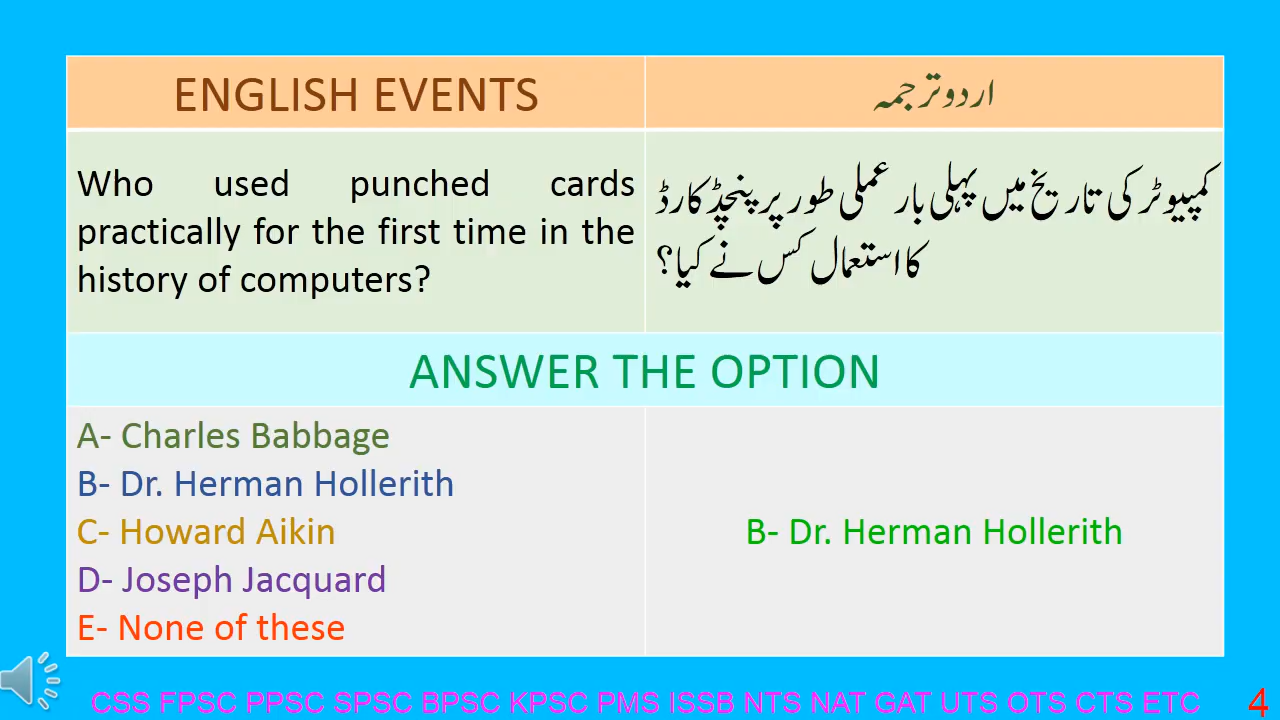 ENGLISH EVENTS
اردو ترجمہ
Who used punched cards
practically for the first time in the
history of computers?
کمپیوٹر کی تاریخ میں پہلی بار عملی طور پر پنچڈ کارڈ
کا استعمال کس نے کیا؟
ANSWER THE OPTION
A- Charles Babbage
B- Dr. Herman Hollerith
C- Howard Aikin
D- Joseph Jacquard
E- None of these
B- Dr. Herman Hollerith
CSS FPSC PPSC SPSC BPSC KPSC PMS ISSB NTS NAT GAT UTS OTS CTS ETC
4